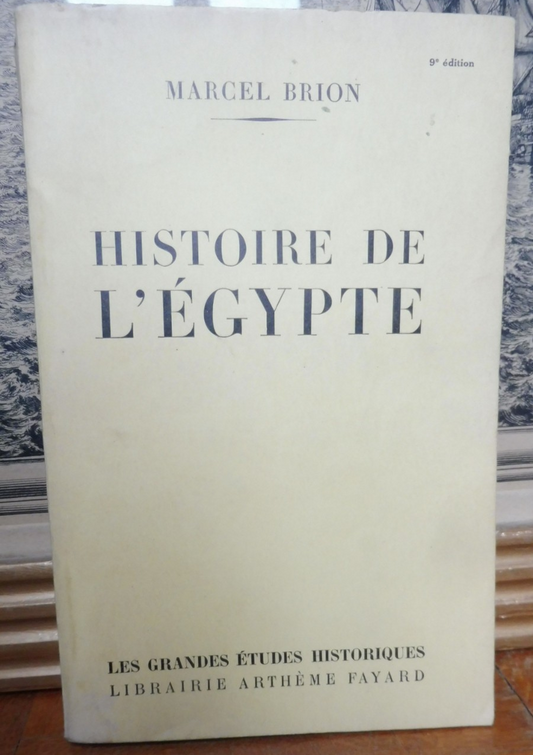 9e édition
MARCEL BRION
HISTOIRE DE
L'ÉGYPTE
LES GRANDES ÉTUDES HISTORIQUES
LIBRAIRIE ARTHÈME FAYARD